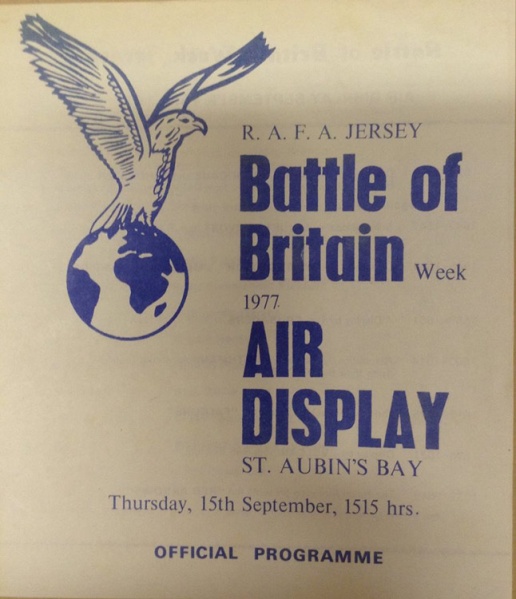 R. A. F. A. JERSEY
Battle of
Britain Week
1977
AIR
DISPLAY
ST. AUBIN'S BAY
Thursday, 15th September, 1515 hrs.
OFFICIAL PROGRAMME